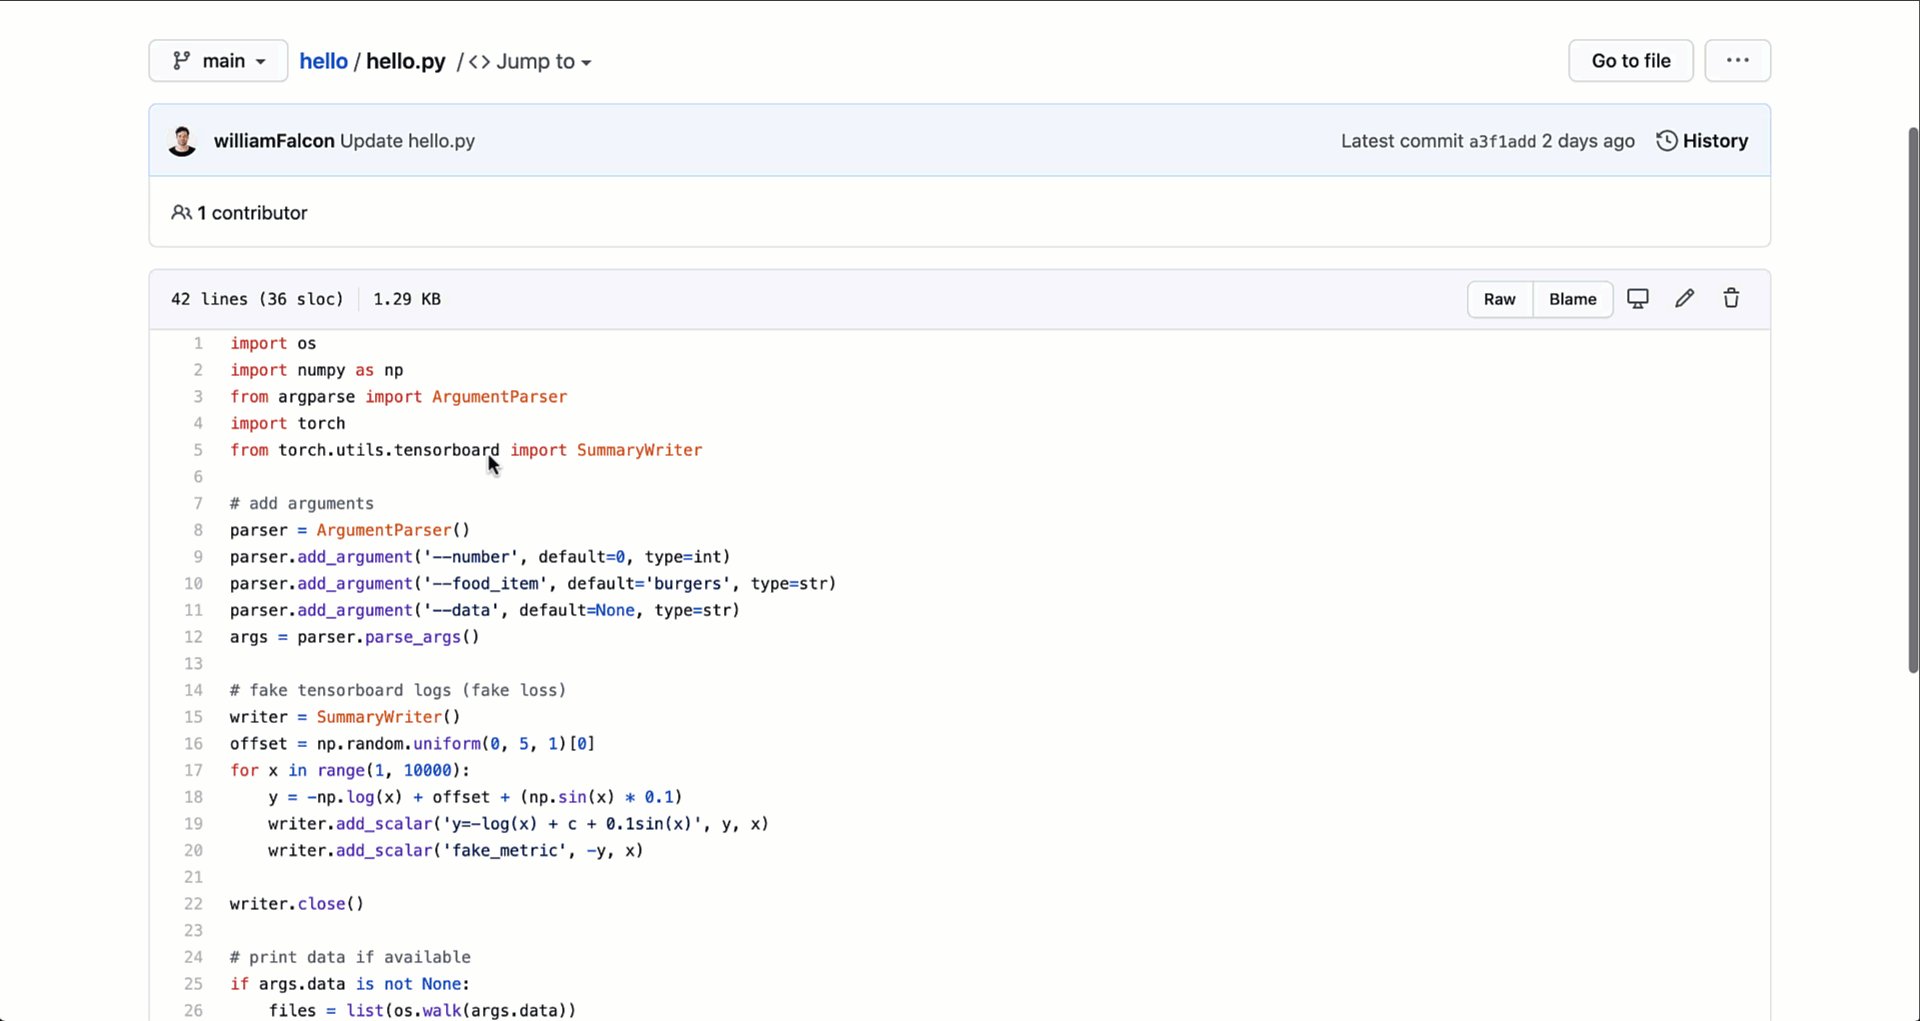 main hello / hello.py / <> Jump to Go to file ...
williamFalcon Update hello.py Latest commit a3f1add 2 days ago History
1 contributor
42 lines (36 sloc) 1.29 KB Raw Blame
1 import os
2 import numpy as np
3 from argparse import ArgumentParser
4 import torch
5 from torch.utils.tensorboard import SummaryWriter
6
7 # add arguments
8 parser = ArgumentParser()
9 parser.add_argument('--number', default=0, type=int)
10 parser.add_argument('--food_item', default='burgers', type=str)
11 parser.add_argument('--data', default=None, type=str)
12 args = parser.parse_args()
13
14 # fake tensorboard logs (fake loss)
15 writer = SummaryWriter()
16 offset = np.random.uniform(0, 5, 1)[0]
17 for x in range(1, 10000):
18     y = -np.log(x) + offset + (np.sin(x) * 0.1)
19     writer.add_scalar('y=-log(x) + c + 0.1sin(x)', y, x)
20     writer.add_scalar('fake_metric', -y, x)
21
22 writer.close()
23
24 # print data if available
25 if args.data is not None:
26     files = list(os.walk(args.data))